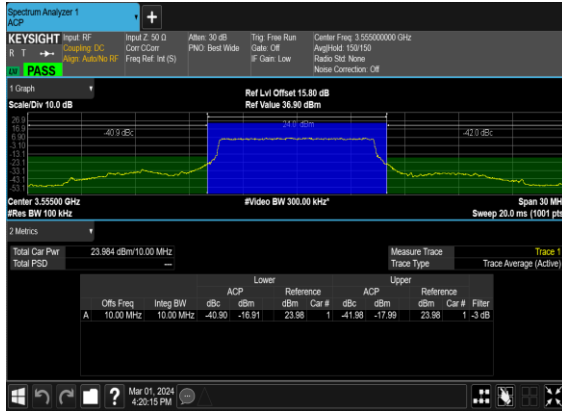 Spectrum Analyzer 1
ACP
+
KEYSIGHT Input: RF Input Z: 50 Ω Atten: 30 dB Trig: Free Run Center Freq: 3.555000000 GHz
R T Coupling: DC Corr CCorr PNO: Best Wide Gate: Off Avg|Hold: 150/150
Align: Auto/No RF Freq Ref: Int (S) IF Gain: Low Radio Std: None
LU PASS Noise Correction: Off
1 Graph Ref Lvl Offset 15.80 dB
Scale/Div 10.0 dB Ref Value 36.90 dBm
26.9 24.0 dBm
16.9 -40.9 dBc -42.0 dBc
6.90
-3.10
-13.1
-23.1
-33.1
-43.1
-53.1
Center 3.55500 GHz #Video BW 300.00 kHz* Span 30 MH
#Res BW 100 kHz Sweep 20.0 ms (1001 pts
2 Metrics
Total Car Pwr 23.984 dBm/10.00 MHz Measure Trace Trace 1
Total PSD --- Trace Type Trace Average (Active)
Lower Upper
ACP Reference ACP Reference
Offs Freq Integ BW dBc dBm dBm Car # dBc dBm dBm Car # Filter
A 10.00 MHz 10.00 MHz -40.90 -16.91 23.98 1 -41.98 -17.99 23.98 1 -3 dB
? Mar 01, 2024
4:20:15 PM